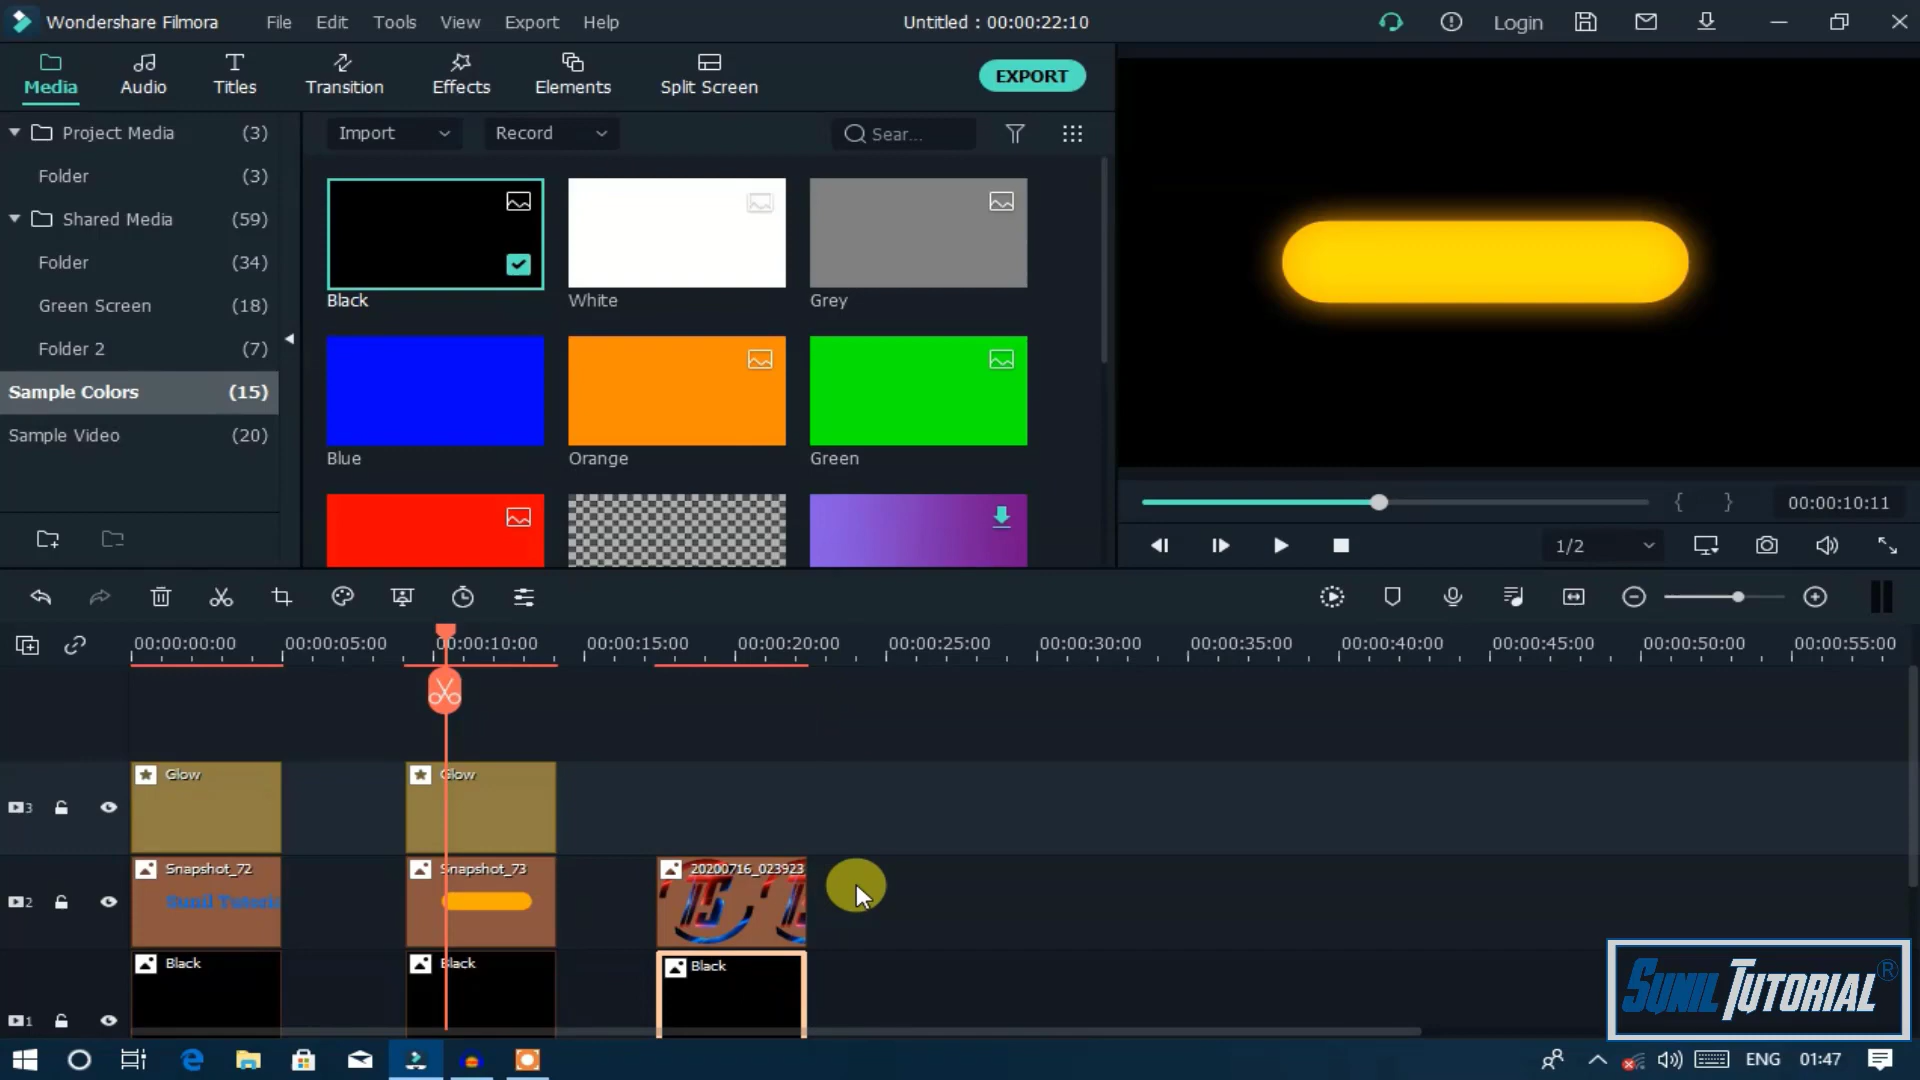 Wondershare Filmora
File Edit Tools View Export Help
Untitled : 00:00:22:10
Login
Media Audio Titles Transition Effects Elements Split Screen
EXPORT
Project Media (3)
Folder (3)
Shared Media (59)
Folder (34)
Green Screen (18)
Folder 2 (7)
Sample Colors (15)
Sample Video (20)
Import Record Sear...
Black White Grey
Blue Orange Green
00:00:10:11
1/2
00:00:00:00 00:00:05:00 00:00:10:00 00:00:15:00 00:00:20:00 00:00:25:00 00:00:30:00 00:00:35:00 00:00:40:00 00:00:45:00 00:00:50:00 00:00:55:00
3 Glow Glow
2 Snapshot_72 Snapshot_73 20200716_023923
Sunil Tutori
1 Black Black Black
SUNIL TUTORIAL®
ENG 01:47